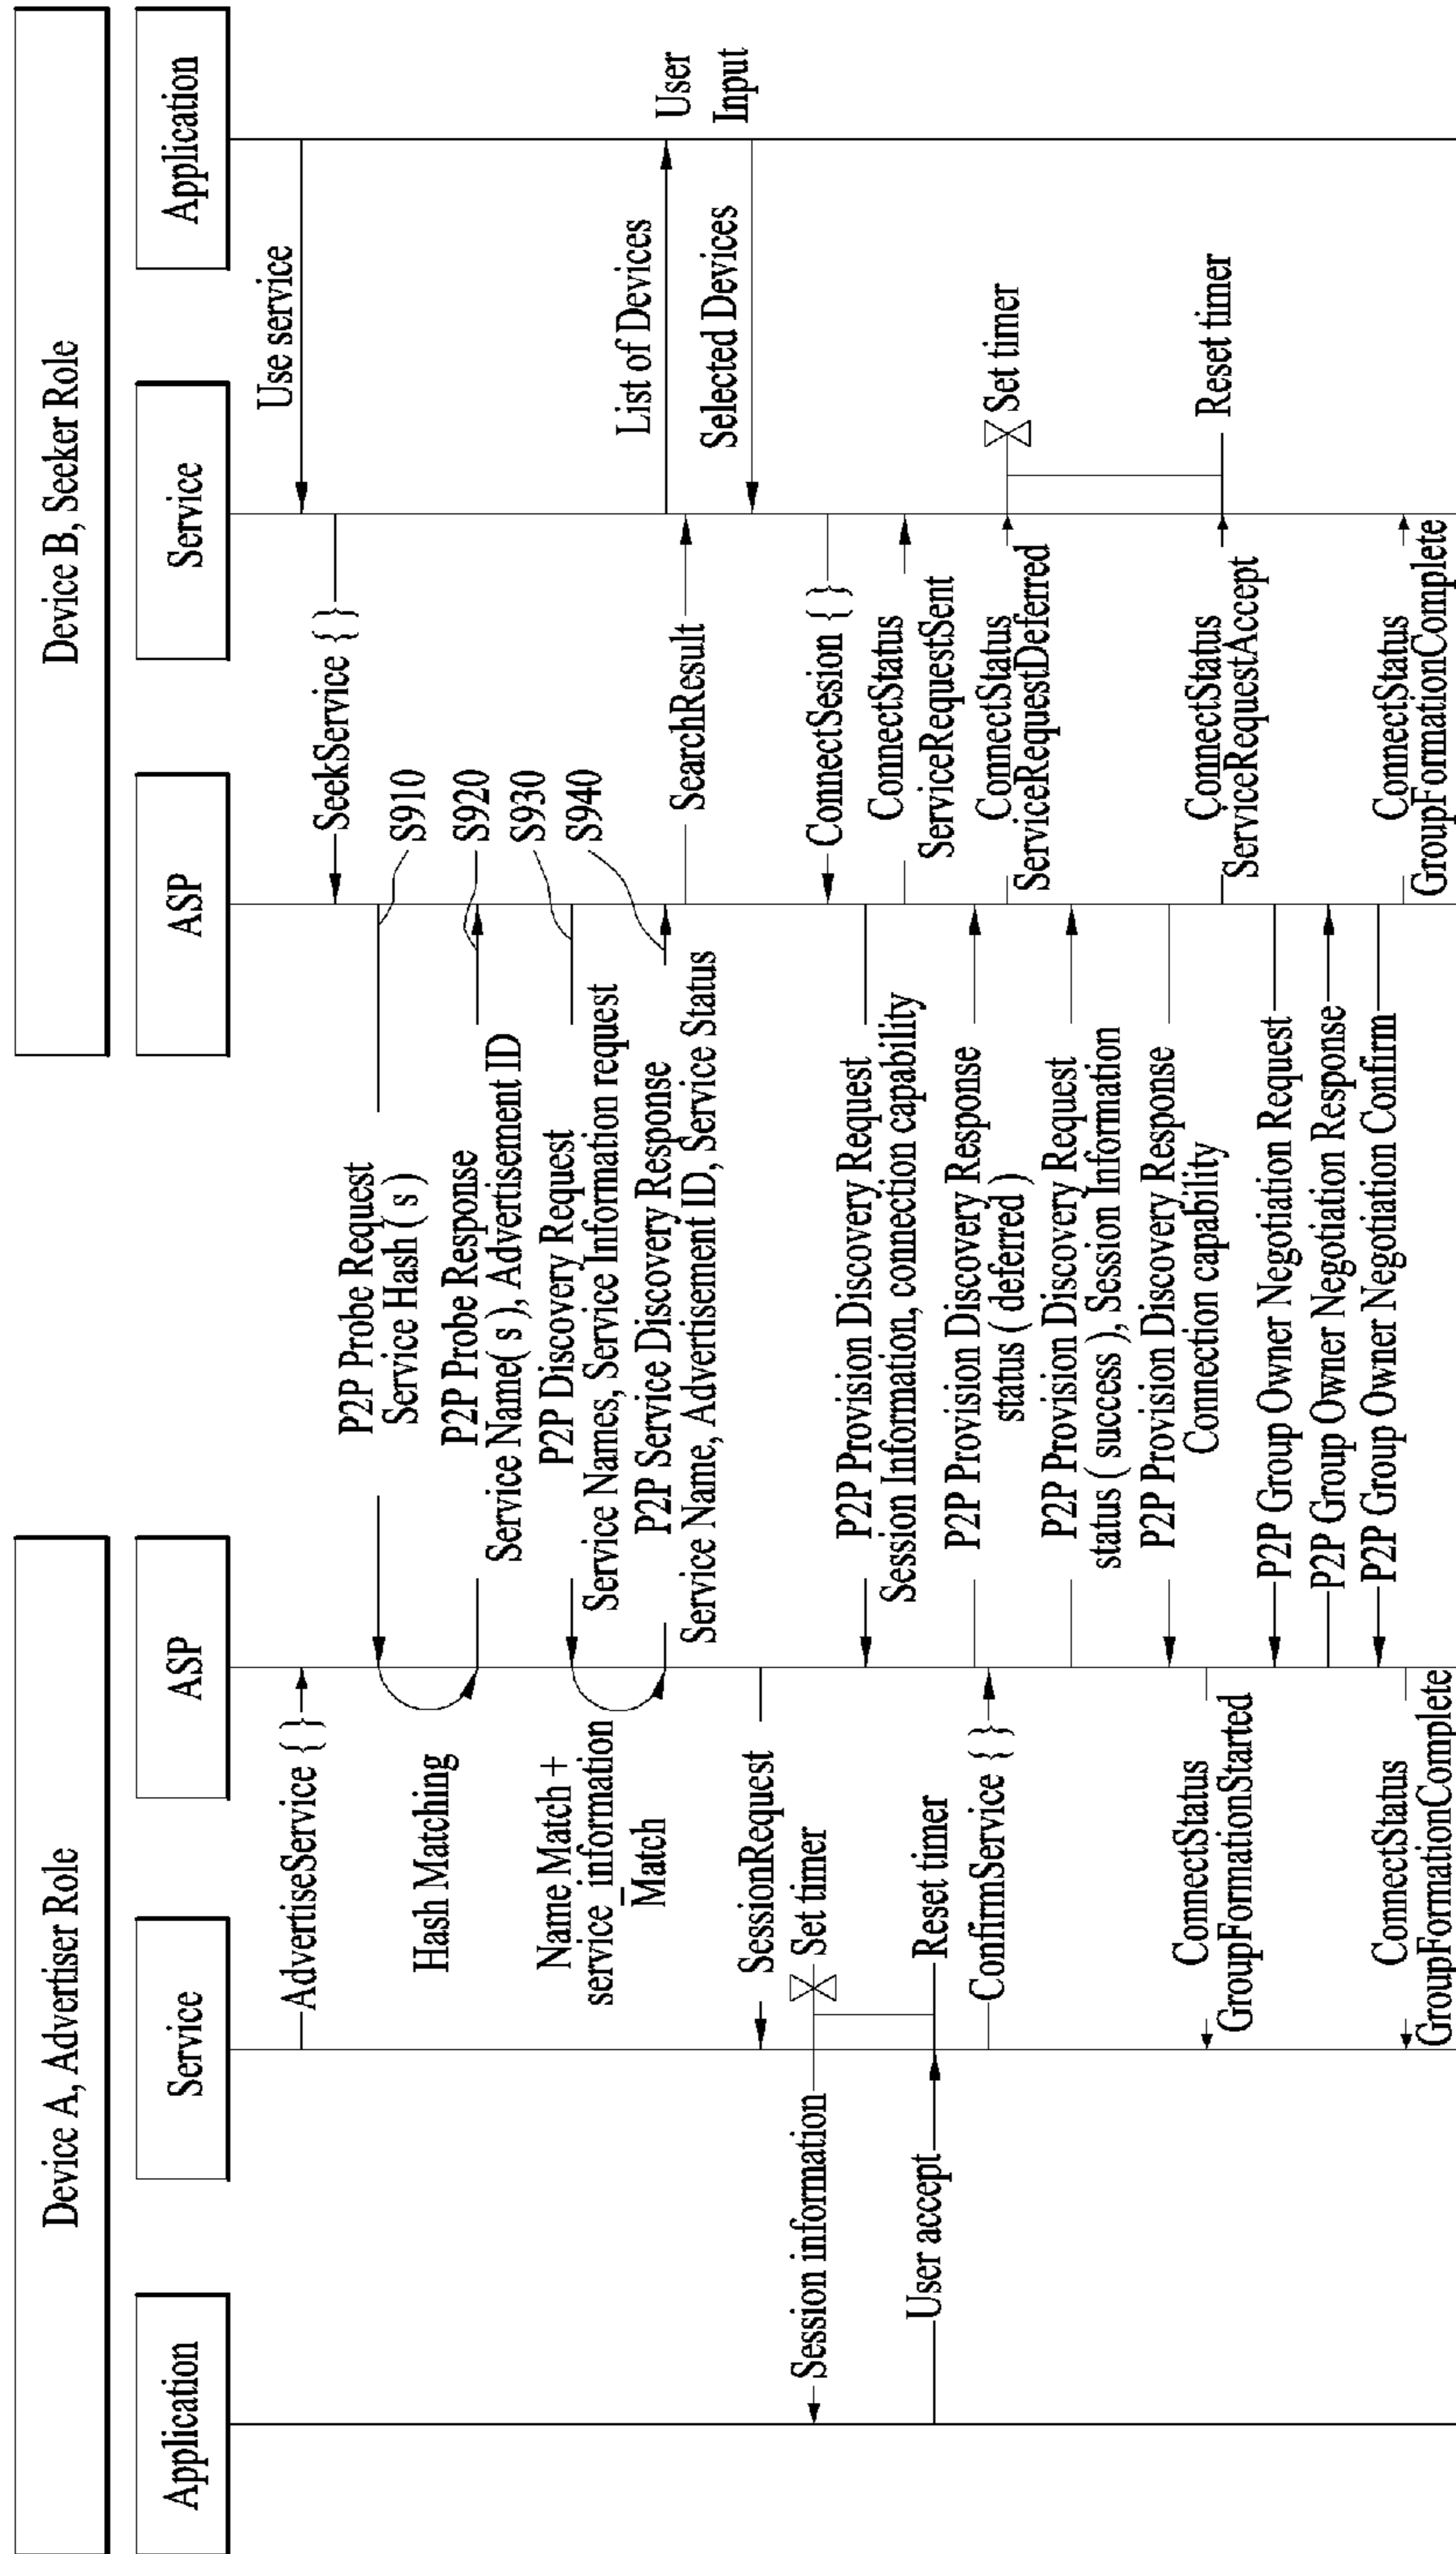 Device A, Advertiser Role
Device B, Seeker Role
Application
Service
ASP
ASP
Service
Application
AdvertiseService { }
Use service
SeekService { }
S910
P2P Probe Request
Service Hash ( s )
Hash Matching
S920
P2P Probe Response
Service Name( s ), Advertisement ID
S930
P2P Discovery Request
Service Names, Service Information request
Name Match +
service_information
_Match
S940
P2P Service Discovery Response
Service Name, Advertisement ID, Service Status
SearchResult
List of Devices
User
Input
Selected Devices
SessionRequest
Set timer
Session information
ConnectSesion { }
P2P Provision Discovery Request
Session Information, connection capability
ConnectStatus
ServiceRequestSent
User accept
Reset timer
P2P Provision Discovery Response
status ( deferred )
ConfirmService { }
ConnectStatus
ServiceRequestDeferred
Set timer
P2P Provision Discovery Request
status ( success ), Session Information
P2P Provision Discovery Response
Connection capability
ConnectStatus
GroupFormationStarted
ConnectStatus
ServiceRequestAccept
Reset timer
P2P Group Owner Negotiation Request
P2P Group Owner Negotiation Response
P2P Group Owner Negotiation Confirm
ConnectStatus
GroupFormationComplete
ConnectStatus
GroupFormationComplete